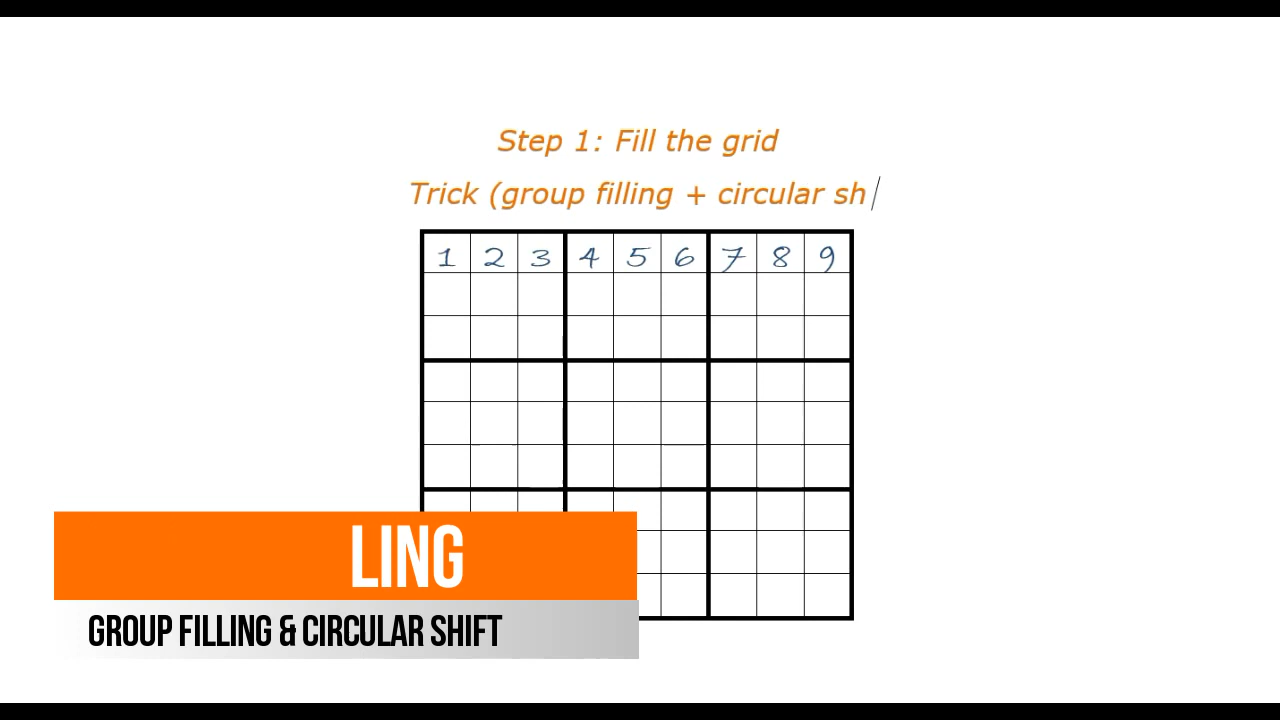 Step 1: Fill the grid
Trick (group filling + circular sh
1 2 3 4 5 6 7 8 9
LING
GROUP FILLING & CIRCULAR SHIFT